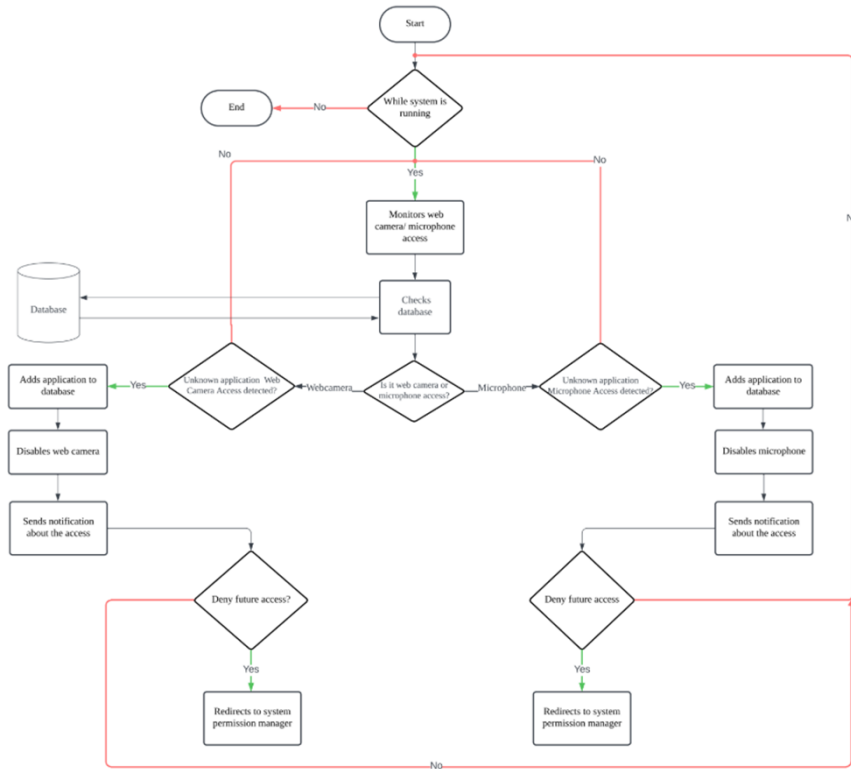 Start
While system is
running
No
End
No
No
Yes
Monitors web
camera/ microphone
access
Database
Checks
database
Adds application to
database
Yes
Unknown application  Web
Camera Access detected?
Webcamera
Is it web camera or
microphone access?
Microphone
Unknown application
Microphone Access detected?
Yes
Adds application to
database
Disables web camera
Disables microphone
Sends notification
about the access
Sends notification
about the access
Deny future access?
Deny future access
Yes
Yes
Redirects to system
permission manager
Redirects to system
permission manager
No